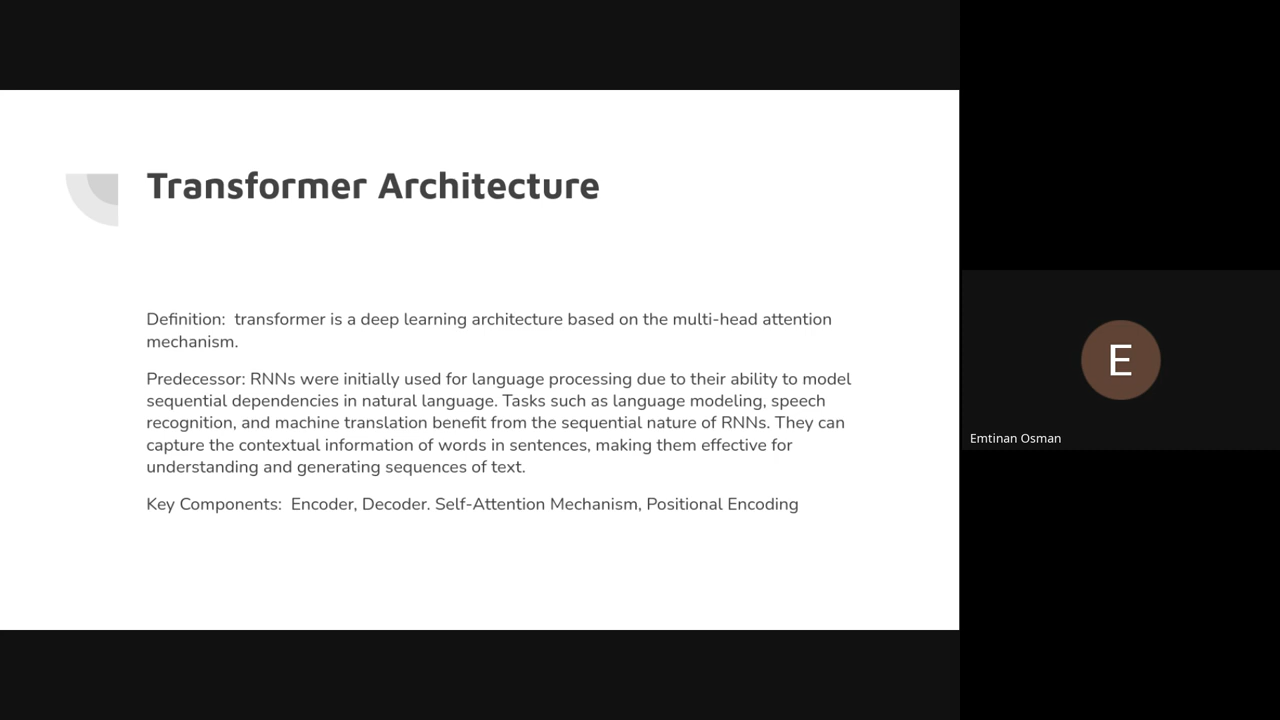 Transformer Architecture
Definition:  transformer is a deep learning architecture based on the multi-head attention
mechanism.
Predecessor: RNNs were initially used for language processing due to their ability to model
sequential dependencies in natural language. Tasks such as language modeling, speech
recognition, and machine translation benefit from the sequential nature of RNNs. They can
capture the contextual information of words in sentences, making them effective for
understanding and generating sequences of text.
Key Components:  Encoder, Decoder. Self-Attention Mechanism, Positional Encoding
E
Emtinan Osman